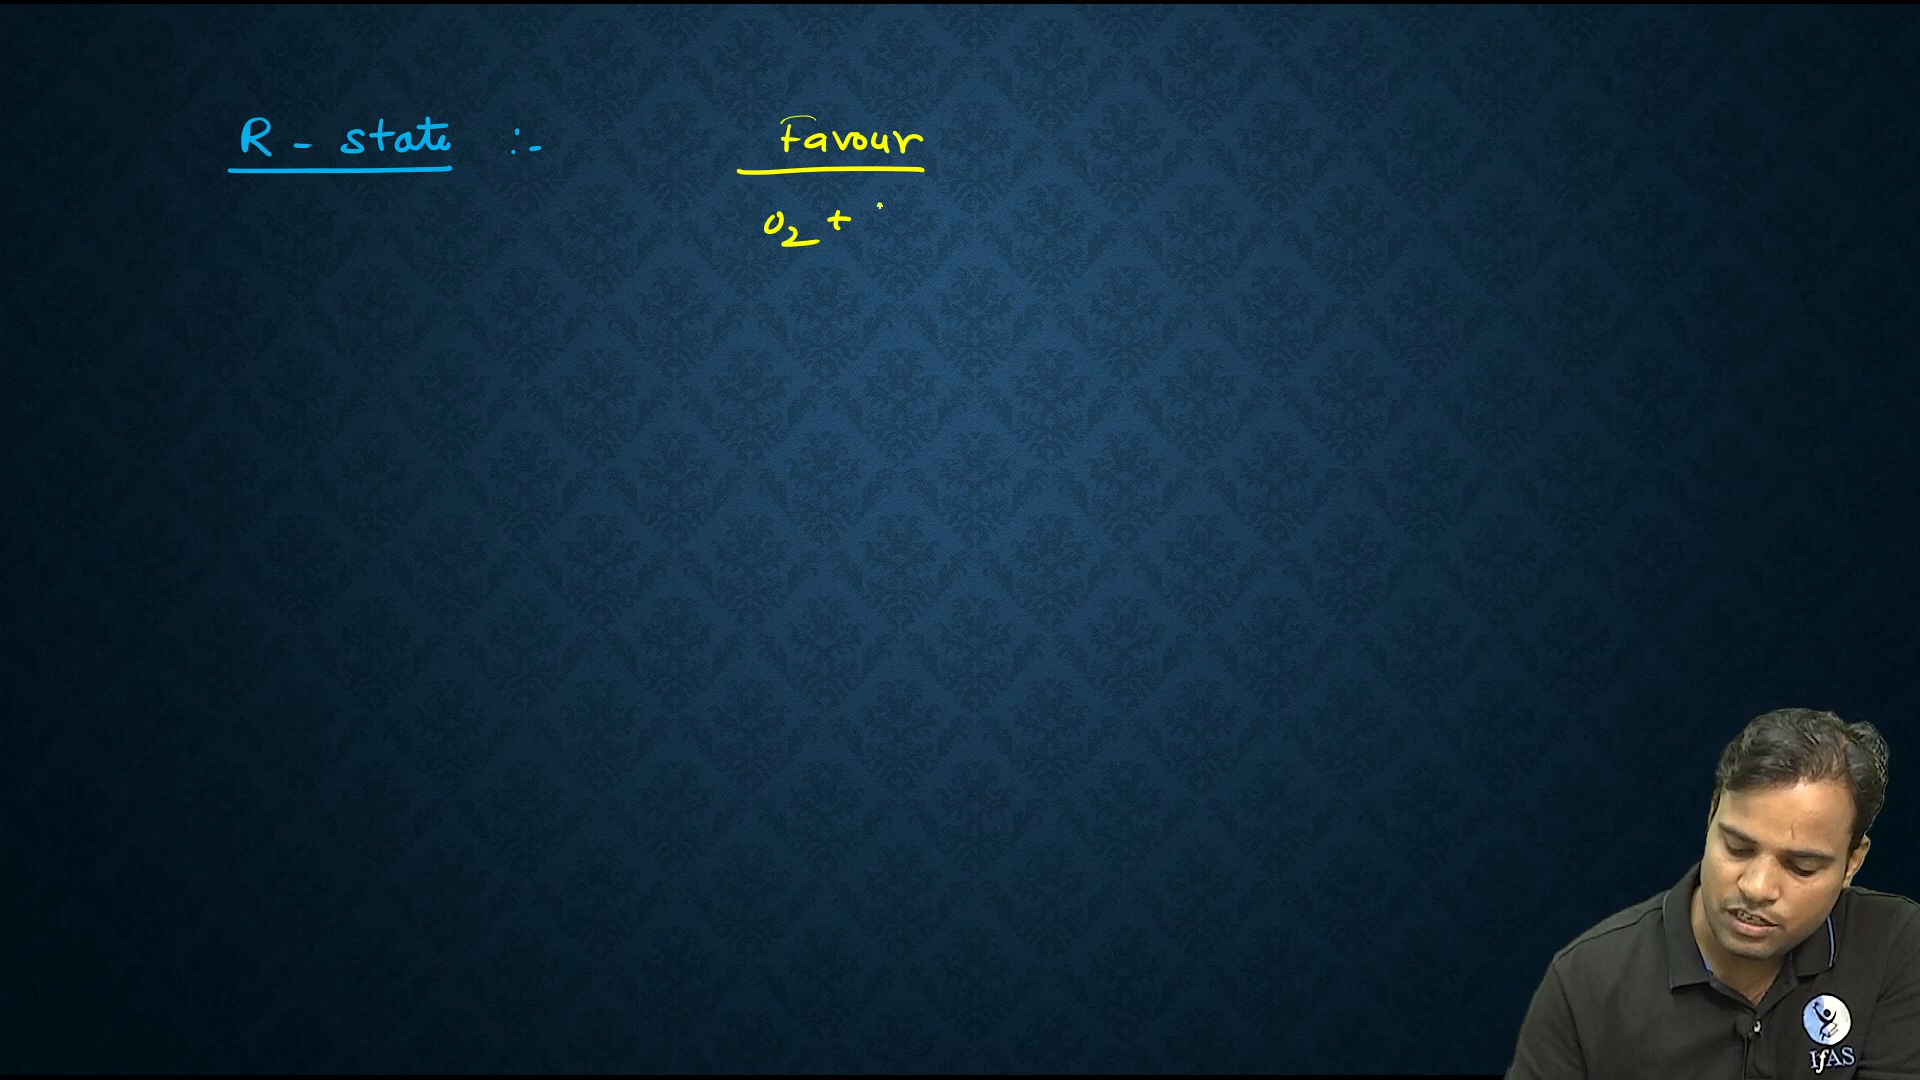 R - state :- Favour
O₂ +
IfAS